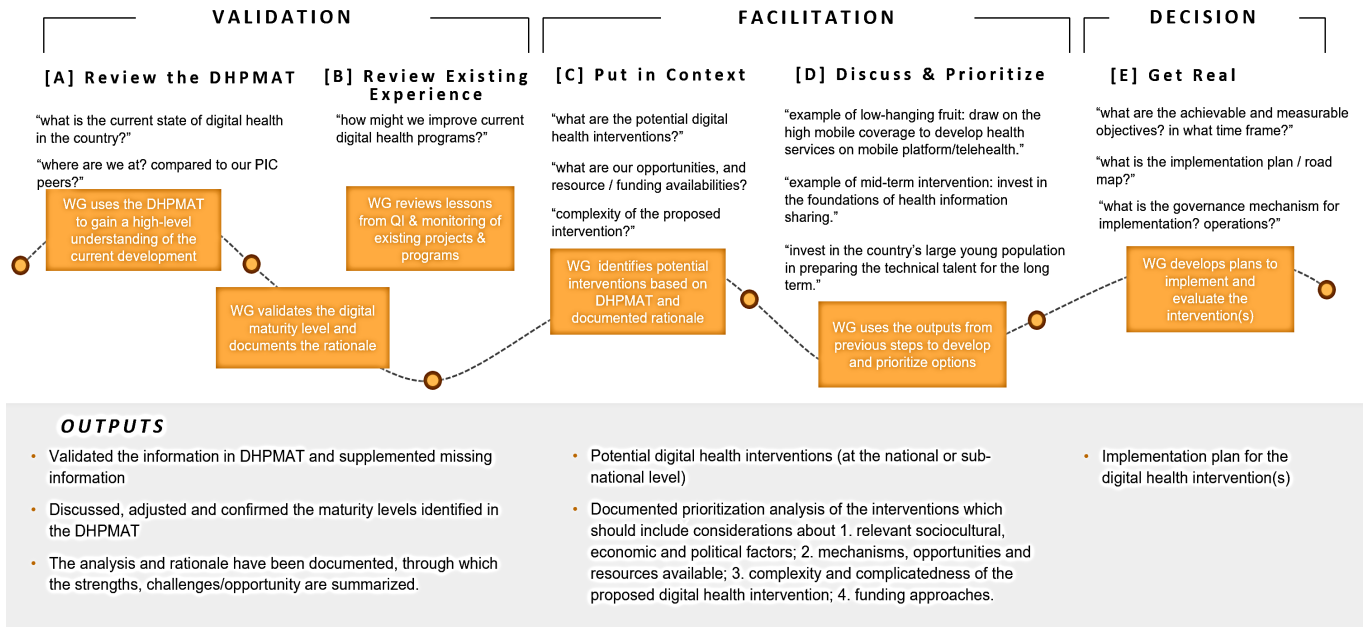 VALIDATION
FACILITATION
DECISION
[A] Review the DHPMAT
“what is the current state of digital health
in the country?”
“where are we at? compared to our PIC
peers?”
WG uses the DHPMAT
to gain a high-level
understanding of the
current development
WG validates the digital
maturity level and
documents the rationale
[B] Review Existing
Experience
“how might we improve current
digital health programs?”
WG reviews lessons
from QI & monitoring of
existing projects &
programs
[C] Put in Context
“what are the potential digital
health interventions?”
“what are our opportunities, and
resource / funding availabilities?
“complexity of the proposed
intervention?”
WG identifies potential
interventions based on
DHPMAT and
documented rationale
[D] Discuss & Prioritize
“example of low-hanging fruit: draw on the
high mobile coverage to develop health
services on mobile platform/telehealth.”
“example of mid-term intervention: invest in
the foundations of health information
sharing.”
“invest in the country’s large young population
in preparing the technical talent for the long
term.”
WG uses the outputs from
previous steps to develop
and prioritize options
[E] Get Real
“what are the achievable and measurable
objectives? in what time frame?”
“what is the implementation plan / road
map?”
“what is the governance mechanism for
implementation? operations?”
WG develops plans to
implement and
evaluate the
intervention(s)
OUTPUTS
• Validated the information in DHPMAT and supplemented missing
information
• Discussed, adjusted and confirmed the maturity levels identified in
the DHPMAT
• The analysis and rationale have been documented, through which
the strengths, challenges/opportunity are summarized.
• Potential digital health interventions (at the national or sub-
national level)
• Documented prioritization analysis of the interventions which
should include considerations about 1. relevant sociocultural,
economic and political factors; 2. mechanisms, opportunities and
resources available; 3. complexity and complicatedness of the
proposed digital health intervention; 4. funding approaches.
• Implementation plan for the
digital health intervention(s)